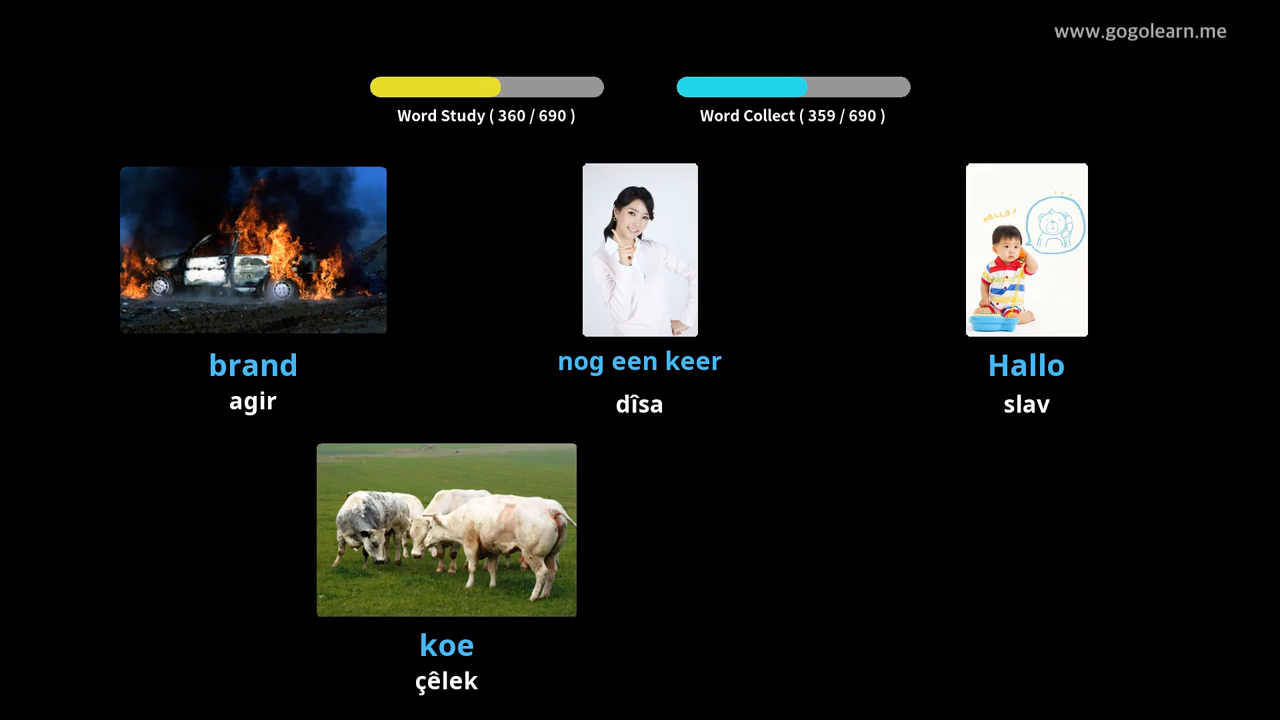 www.gogolearn.me
Word Study ( 360 / 690 )
Word Collect ( 359 / 690 )
HELLO?
brand
agir
nog een keer
dîsa
Hallo
slav
koe
çêlek